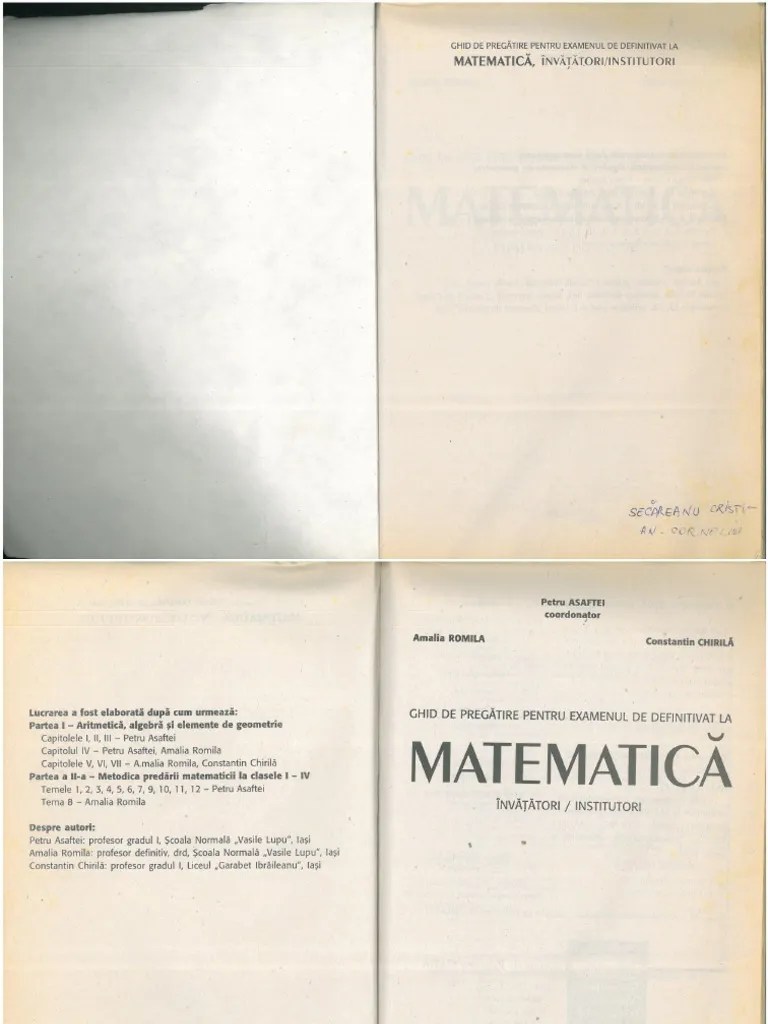 GHID DE PREGĂTIRE PENTRU EXAMENUL DE DEFINITIVAT LA
MATEMATICĂ, ÎNVĂȚĂTORI/INSTITUTORI
MATEMATICĂ
SECĂREANU CRISTI-
AN-CORNELIU
Lucrarea a fost elaborată după cum urmează:
Partea I – Aritmetică, algebră și elemente de geometrie
Capitolele I, II, III – Petru Asaftei
Capitolul IV – Petru Asaftei, Amalia Romila
Capitolele V, VI, VII – Amalia Romila, Constantin Chirilă
Partea a II-a – Metodica predării matematicii la clasele I – IV
Temele 1, 2, 3, 4, 5, 6, 7, 9, 10, 11, 12 – Petru Asaftei
Tema 8 – Amalia Romila
Despre autori:
Petru Asaftei: profesor gradul I, Școala Normală „Vasile Lupu”, Iași
Amalia Romila: profesor definitiv, drd, Școala Normală „Vasile Lupu”, Iași
Constantin Chirilă: profesor gradul I, Liceul „Garabet Ibrăileanu”, Iași
Petru ASAFTEI
coordonator
Amalia ROMILA
Constantin CHIRILĂ
GHID DE PREGĂTIRE PENTRU EXAMENUL DE DEFINITIVAT LA
MATEMATICĂ
ÎNVĂȚĂTORI / INSTITUTORI